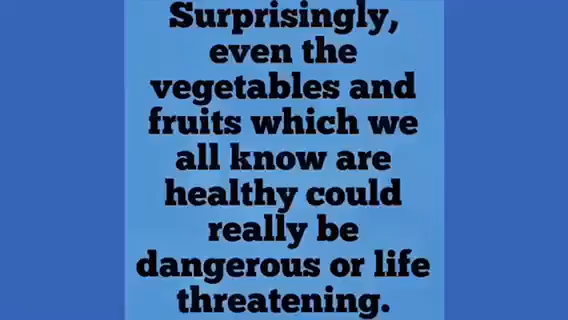 Surprisingly,
even the
vegetables and
fruits which we
all know are
healthy could
really be
dangerous or life
threatening.